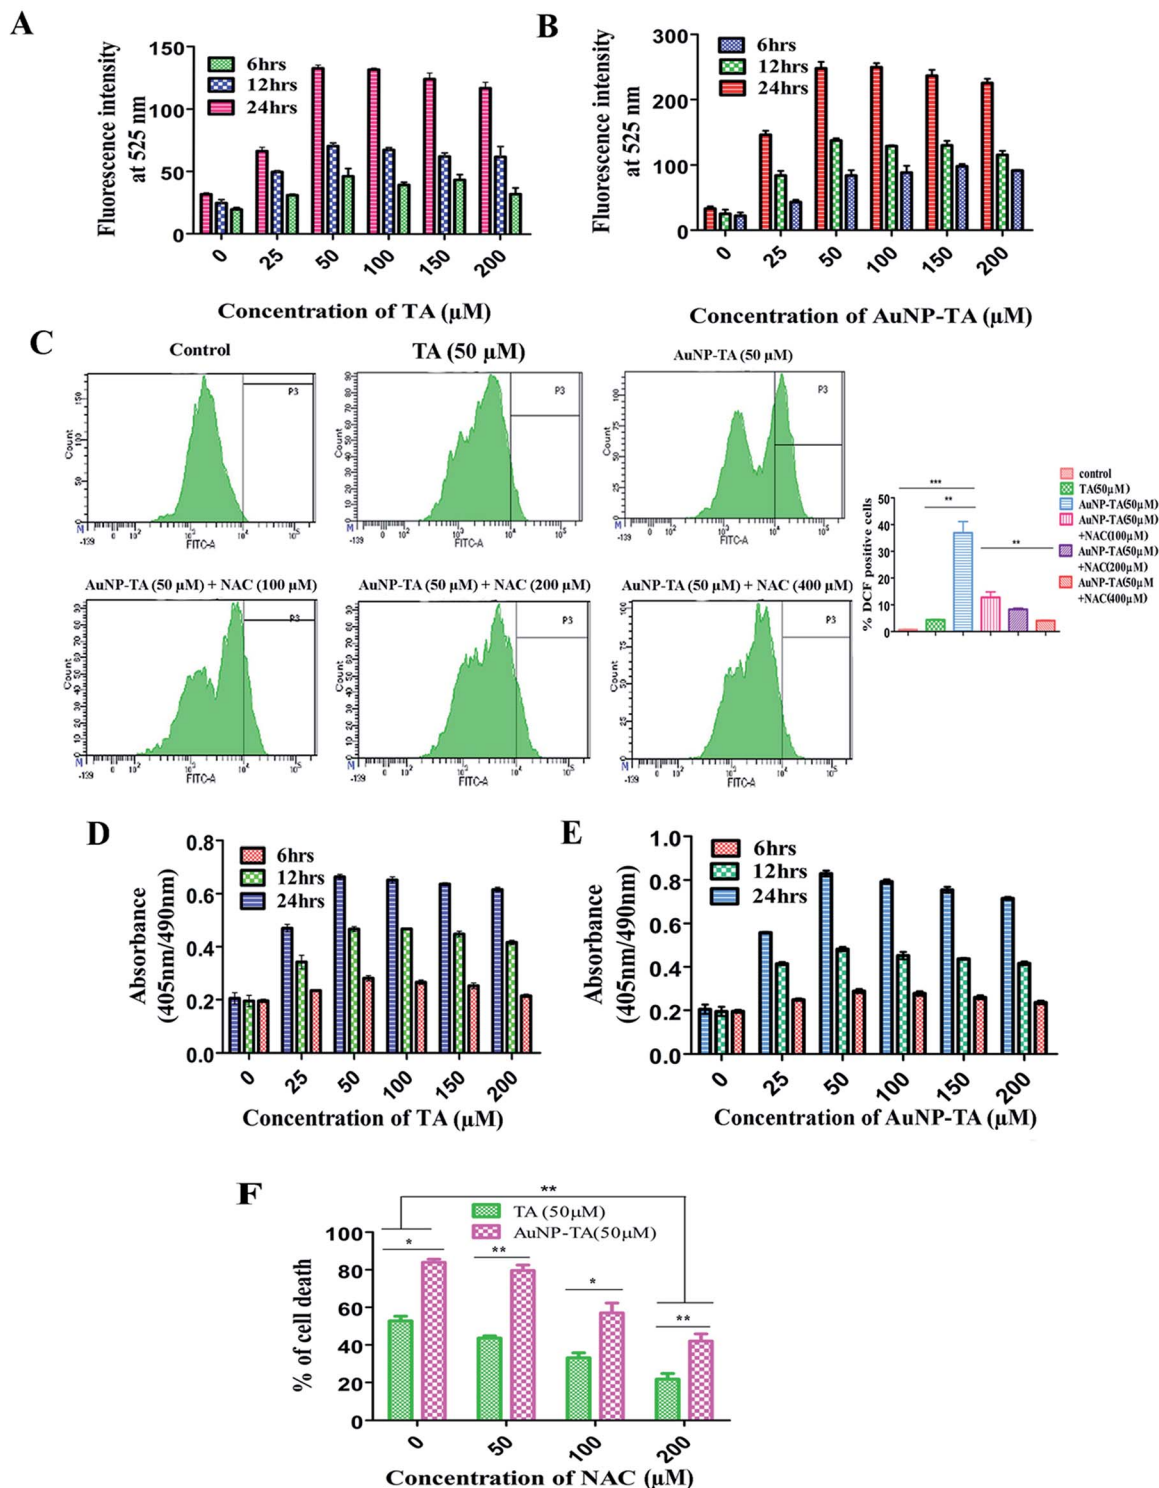 A
B
150
100
50
0
Fluorescence intensity
at 525 nm
6hrs
12hrs
24hrs
0 25 50 100 150 200
Concentration of TA (μM)
300
200
100
0
Fluorescence intensity
at 525 nm
6hrs
12hrs
24hrs
0 25 50 100 150 200
Concentration of AuNP-TA (μM)
C
Control
TA (50 μM)
AuNP-TA (50 μM)
P3
P3
P3
Count
Count
Count
FITC-A
FITC-A
FITC-A
AuNP-TA (50 μM) + NAC (100 μM)
AuNP-TA (50 μM) + NAC (200 μM)
AuNP-TA (50 μM) + NAC (400 μM)
P3
P3
P3
Count
Count
Count
FITC-A
FITC-A
FITC-A
% DCF positive cells
50
40
30
20
10
0
***
**
**
control
TA(50μM)
AuNP-TA(50μM)
AuNP-TA(50μM)
+NAC(100μM)
AuNP-TA(50μM)
+NAC(200μM)
AuNP-TA(50μM
+NAC(400μM)
D
0.8
0.6
0.4
0.2
0.0
Absorbance
(405nm/490nm)
6hrs
12hrs
24hrs
0 25 50 100 150 200
Concentration of TA (μM)
E
1.0
0.8
0.6
0.4
0.2
0.0
Absorbance
(405nm/490nm)
6hrs
12hrs
24hrs
0 25 50 100 150 200
Concentration of AuNP-TA (μM)
F
**
TA (50μM)
AuNP-TA(50μM)
100
80
60
40
20
0
% of cell death
*
**
*
**
0 50 100 200
Concentration of NAC (μM)